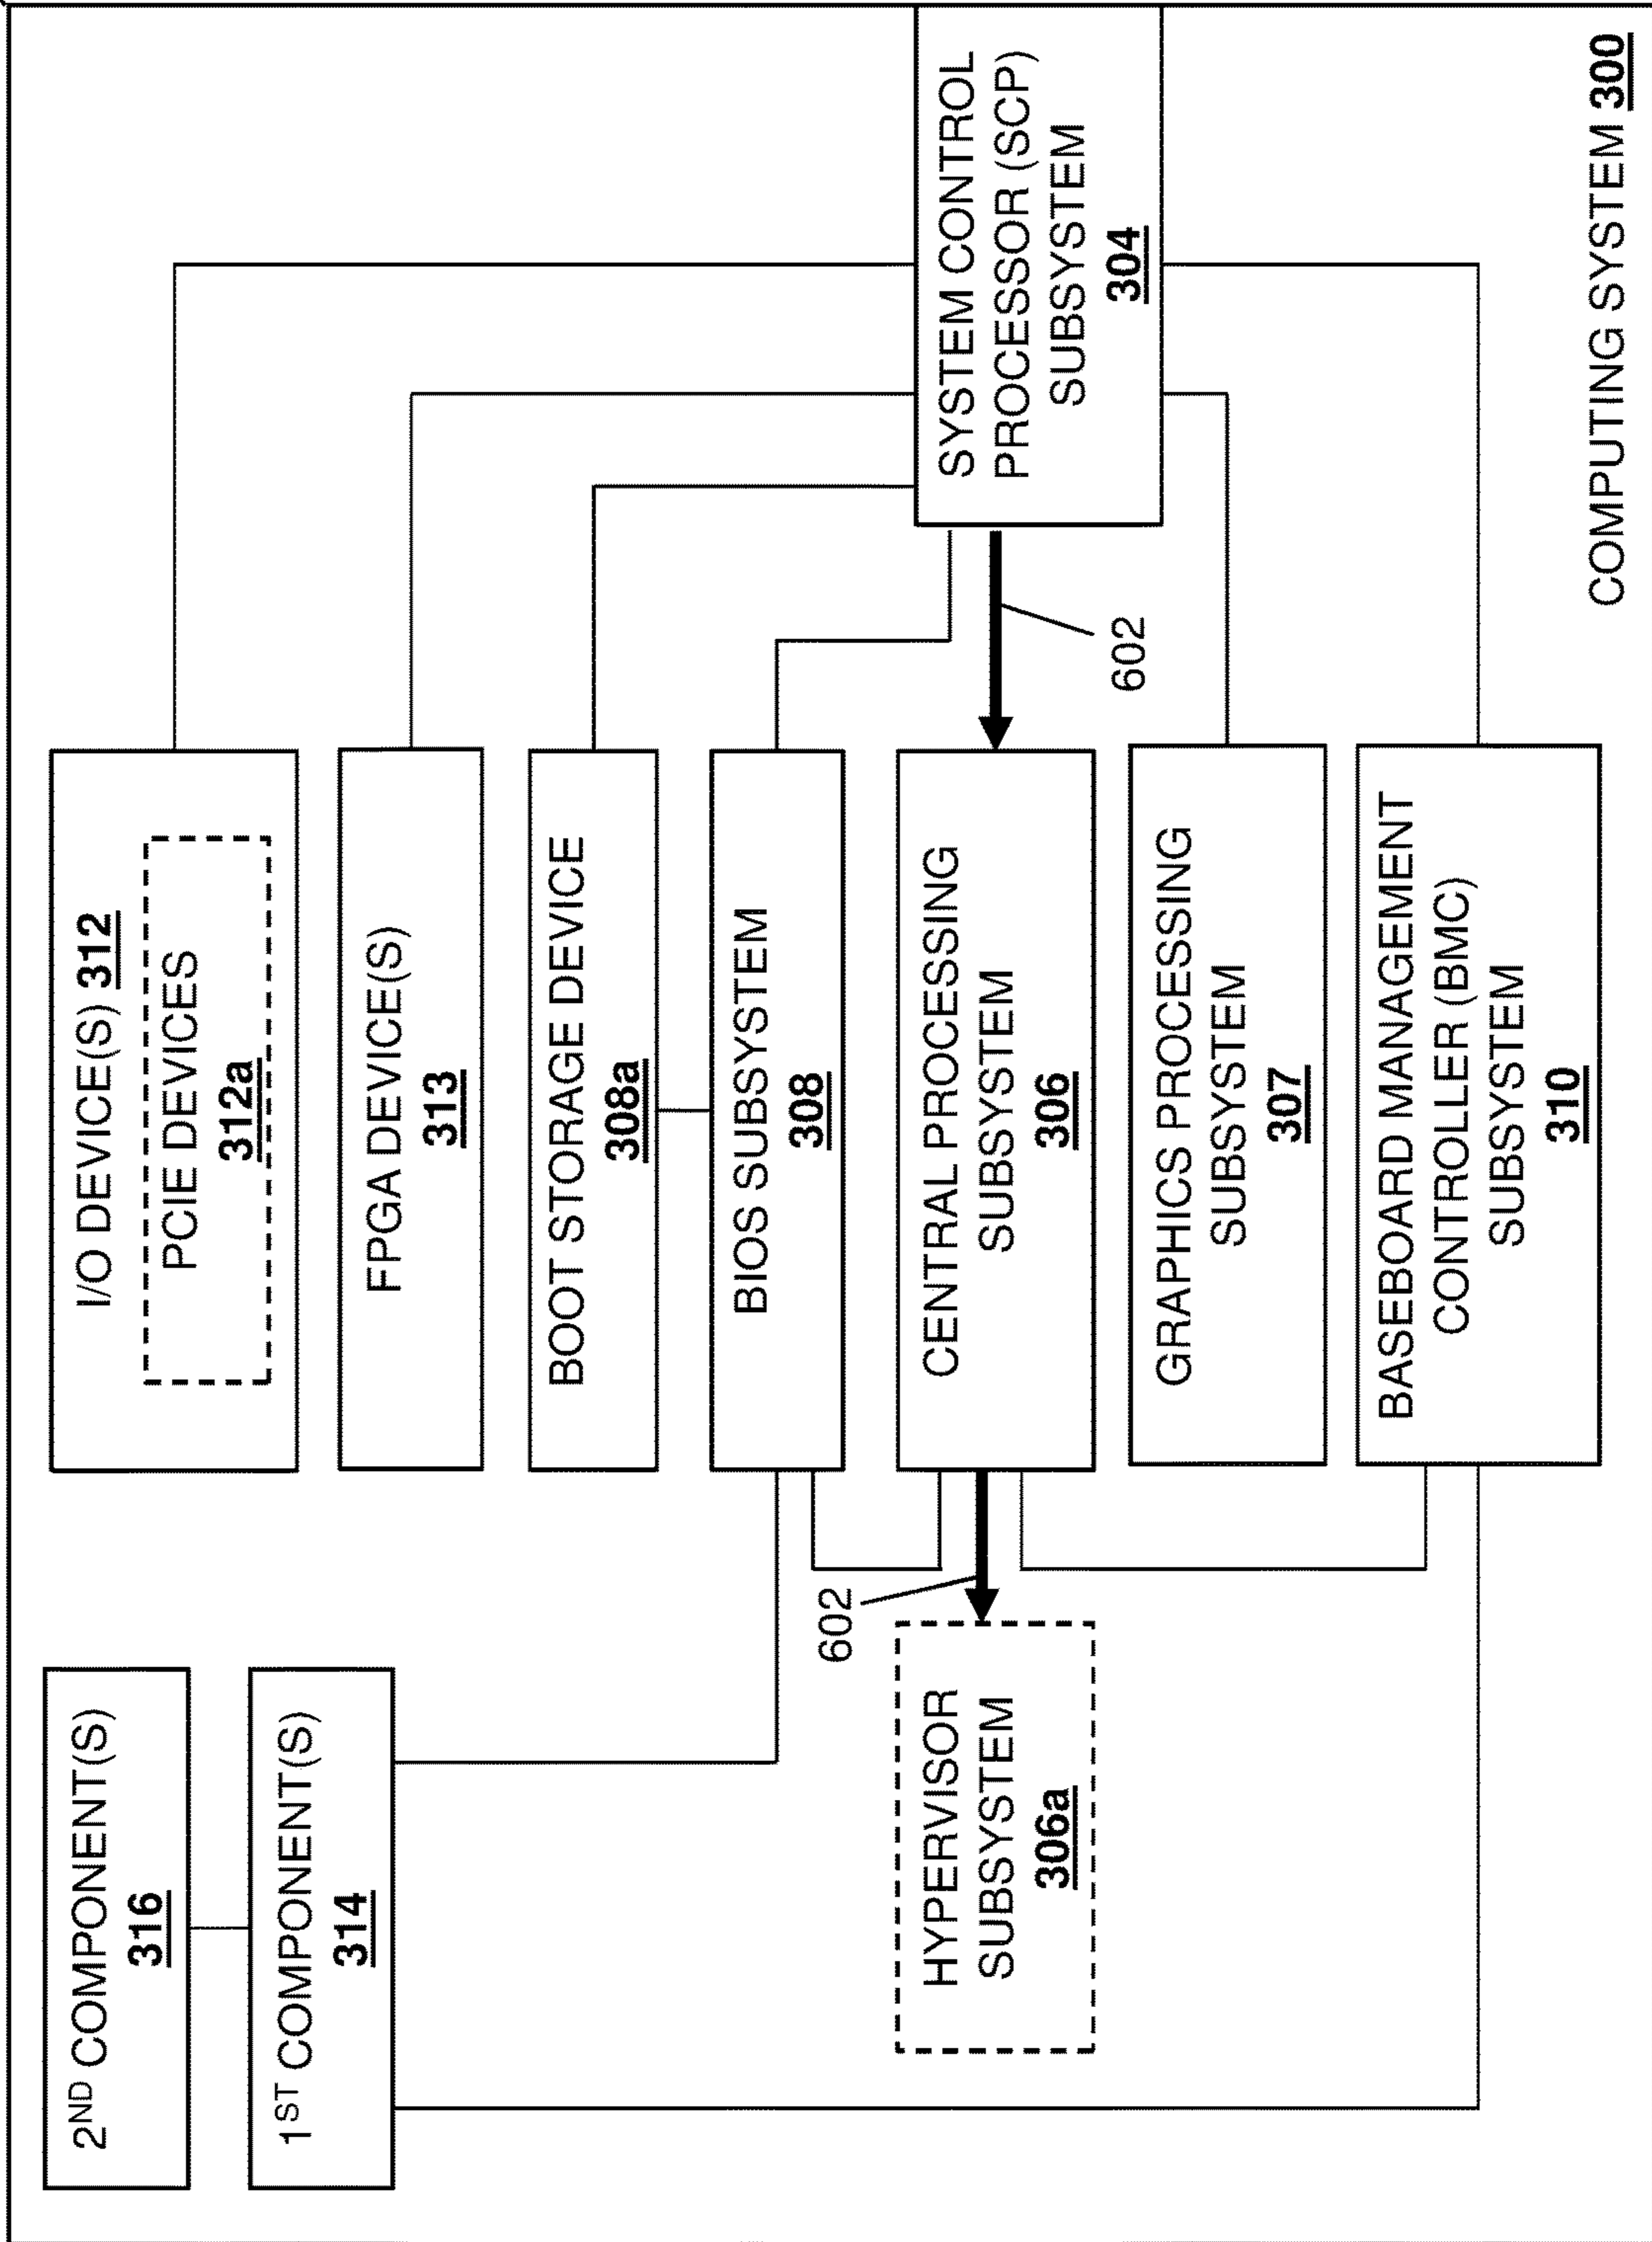 2ND COMPONENT(S)
316
1ST COMPONENT(S)
314
I/O DEVICE(S) 312
PCIE DEVICES
312a
FPGA DEVICE(S)
313
BOOT STORAGE DEVICE
308a
BIOS SUBSYSTEM
308
602
HYPERVISOR
SUBSYSTEM
306a
CENTRAL PROCESSING
SUBSYSTEM
306
602
SYSTEM CONTROL
PROCESSOR (SCP)
SUBSYSTEM
304
GRAPHICS PROCESSING
SUBSYSTEM
307
BASEBOARD MANAGEMENT
CONTROLLER (BMC)
SUBSYSTEM
310
COMPUTING SYSTEM 300